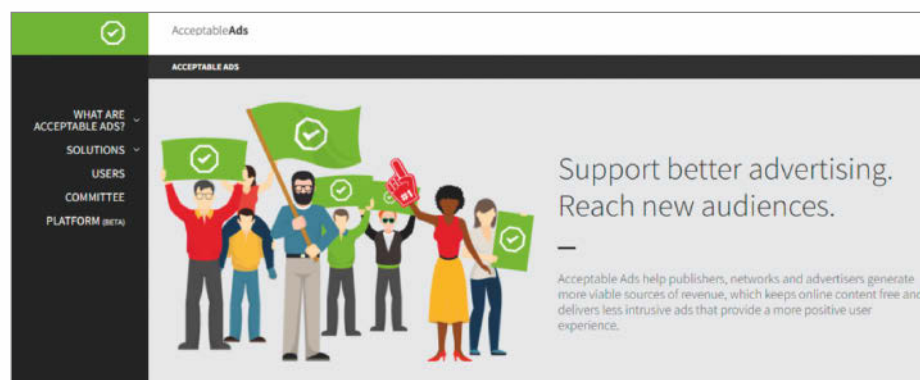 AcceptableAds
ACCEPTABLE ADS
WHAT ARE
ACCEPTABLE ADS?
SOLUTIONS
USERS
COMMITTEE
PLATFORM (BETA)
#1
Support better advertising.
Reach new audiences.
Acceptable Ads help publishers, networks and advertisers generate
more viable sources of revenue, which keeps online content free and
delivers less intrusive ads that provide a more positive user
experience.